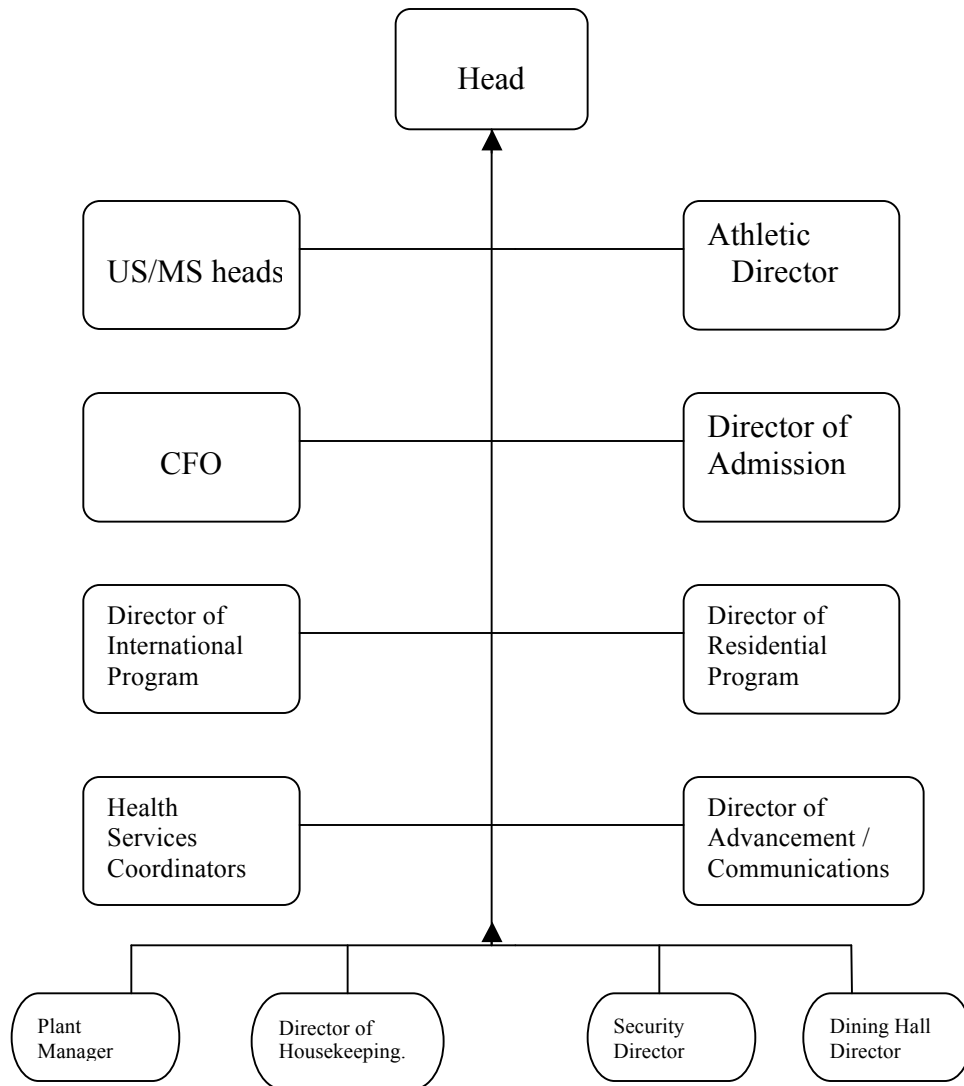 Head
US/MS heads
Athletic
Director
CFO
Director of
Admission
Director of
International
Program
Director of
Residential
Program
Health
Services
Coordinators
Director of
Advancement /
Communications
Plant
Manager
Director of
Housekeeping.
Security
Director
Dining Hall
Director